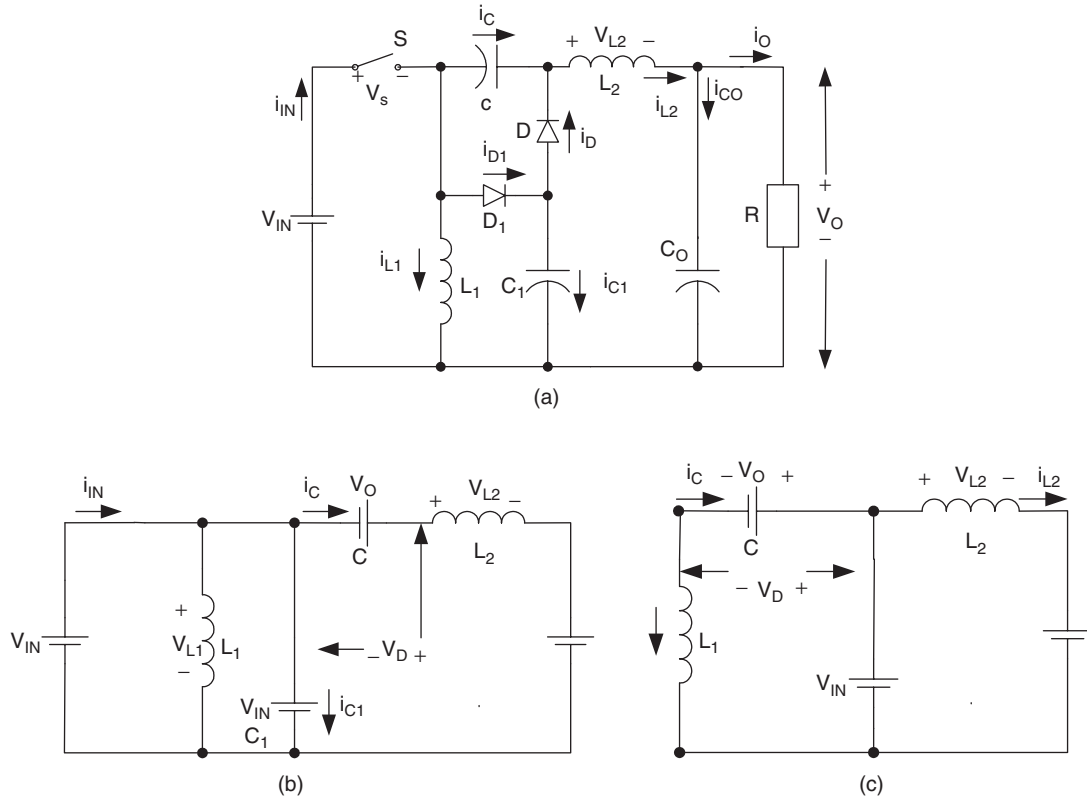 i_C
S
+ V_L2 −
i_O
+ V_s −
i_IN
C
L_2
i_L2
i_CO
D
i_D
i_D1
D_1
V_IN
i_L1
L_1
C_1
i_C1
C_O
R
+
V_O
−
(a)
i_IN
i_C
V_O
+ V_L2 −
C
L_2
V_IN
+
V_L1
−
L_1
− V_D +
V_IN
C_1
i_C1
(b)
i_C
− V_O +
+ V_L2 −
i_L2
C
L_2
− V_D +
L_1
V_IN
(c)